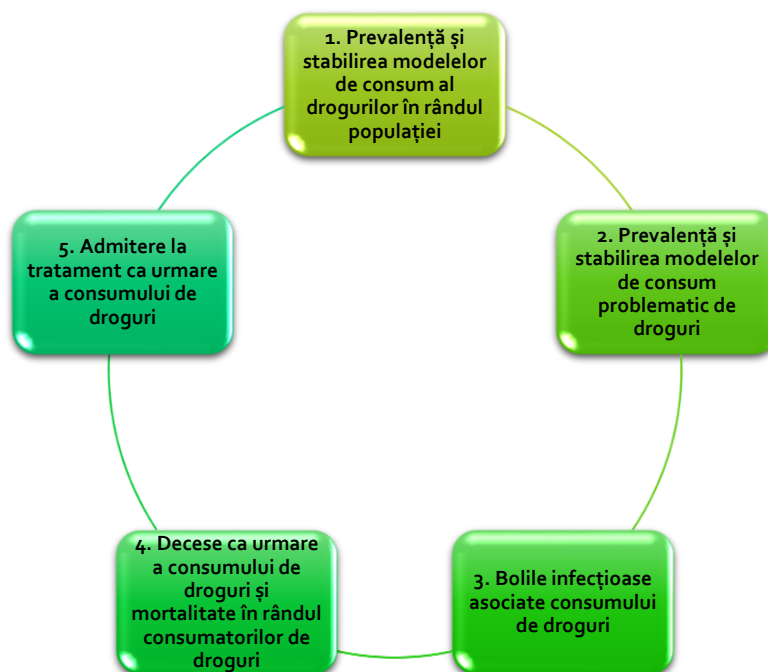 1. Prevalență și
stabilirea modelelor
de consum al
drogurilor în rândul
populației
2. Prevalență și
stabilirea modelelor
de consum
problematic de
droguri
3. Bolile infecțioase
asociate consumului
de droguri
4. Decese ca urmare
a consumului de
droguri și
mortalitate în rândul
consumatorilor de
droguri
5. Admitere la
tratament ca urmare
a consumului de
droguri